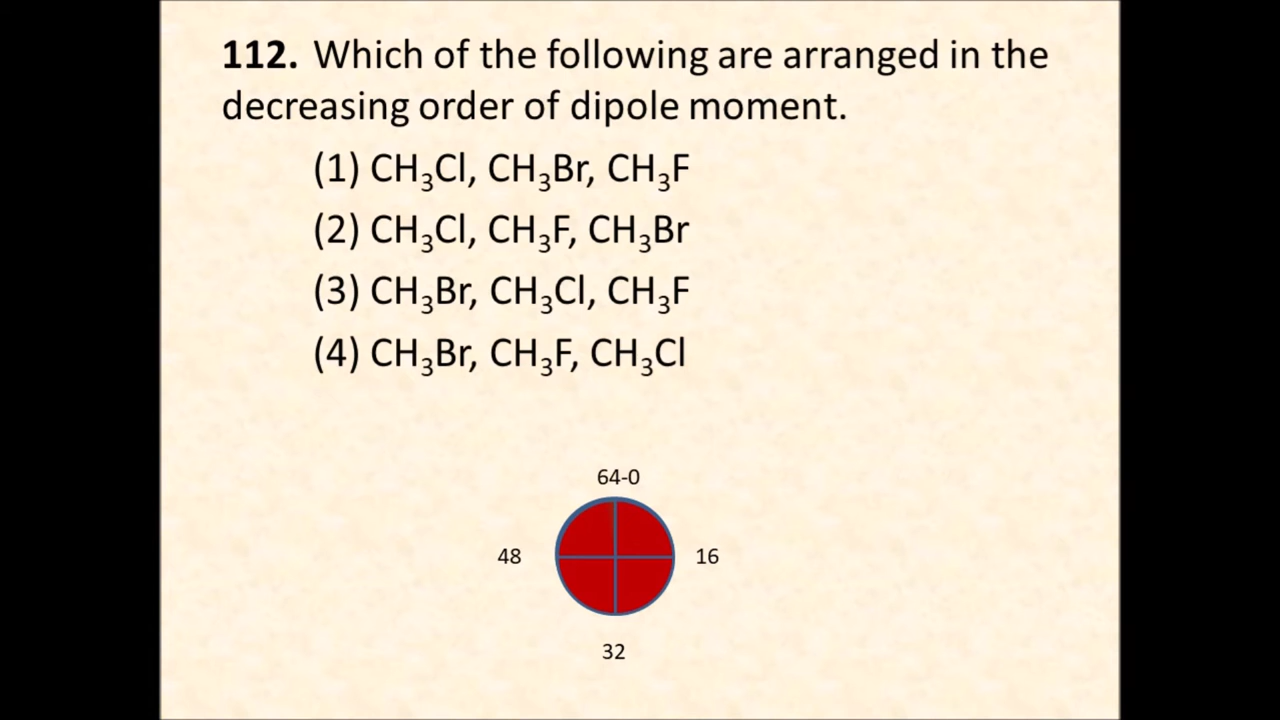 112. Which of the following are arranged in the
decreasing order of dipole moment.
(1) CH₃Cl, CH₃Br, CH₃F
(2) CH₃Cl, CH₃F, CH₃Br
(3) CH₃Br, CH₃Cl, CH₃F
(4) CH₃Br, CH₃F, CH₃Cl
64-0
48
16
32